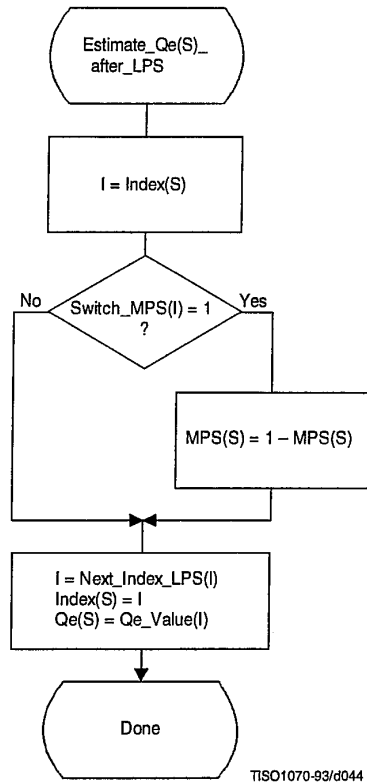 Estimate_Qe(S)_
after_LPS
I = Index(S)
No
Switch_MPS(I) = 1
?
Yes
MPS(S) = 1 – MPS(S)
I = Next_Index_LPS(I)
Index(S) = I
Qe(S) = Qe_Value(I)
Done
TISO1070-93/d044